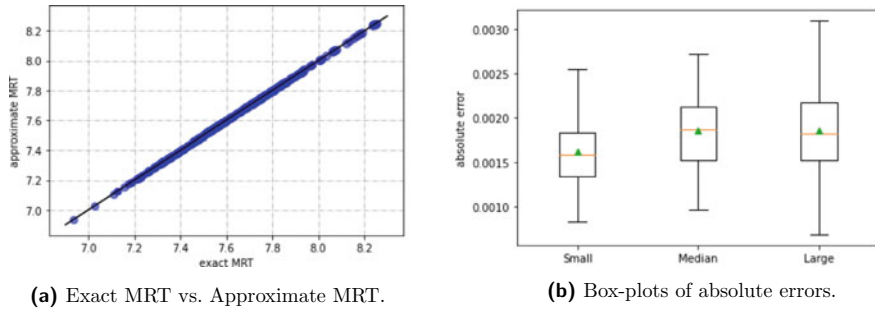 approximate MRT
8.2
8.0
7.8
7.6
7.4
7.2
7.0
7.0 7.2 7.4 7.6 7.8 8.0 8.2
exact MRT
(a) Exact MRT vs. Approximate MRT.
absolute error
0.0030
0.0025
0.0020
0.0015
0.0010
Small Median Large
(b) Box-plots of absolute errors.